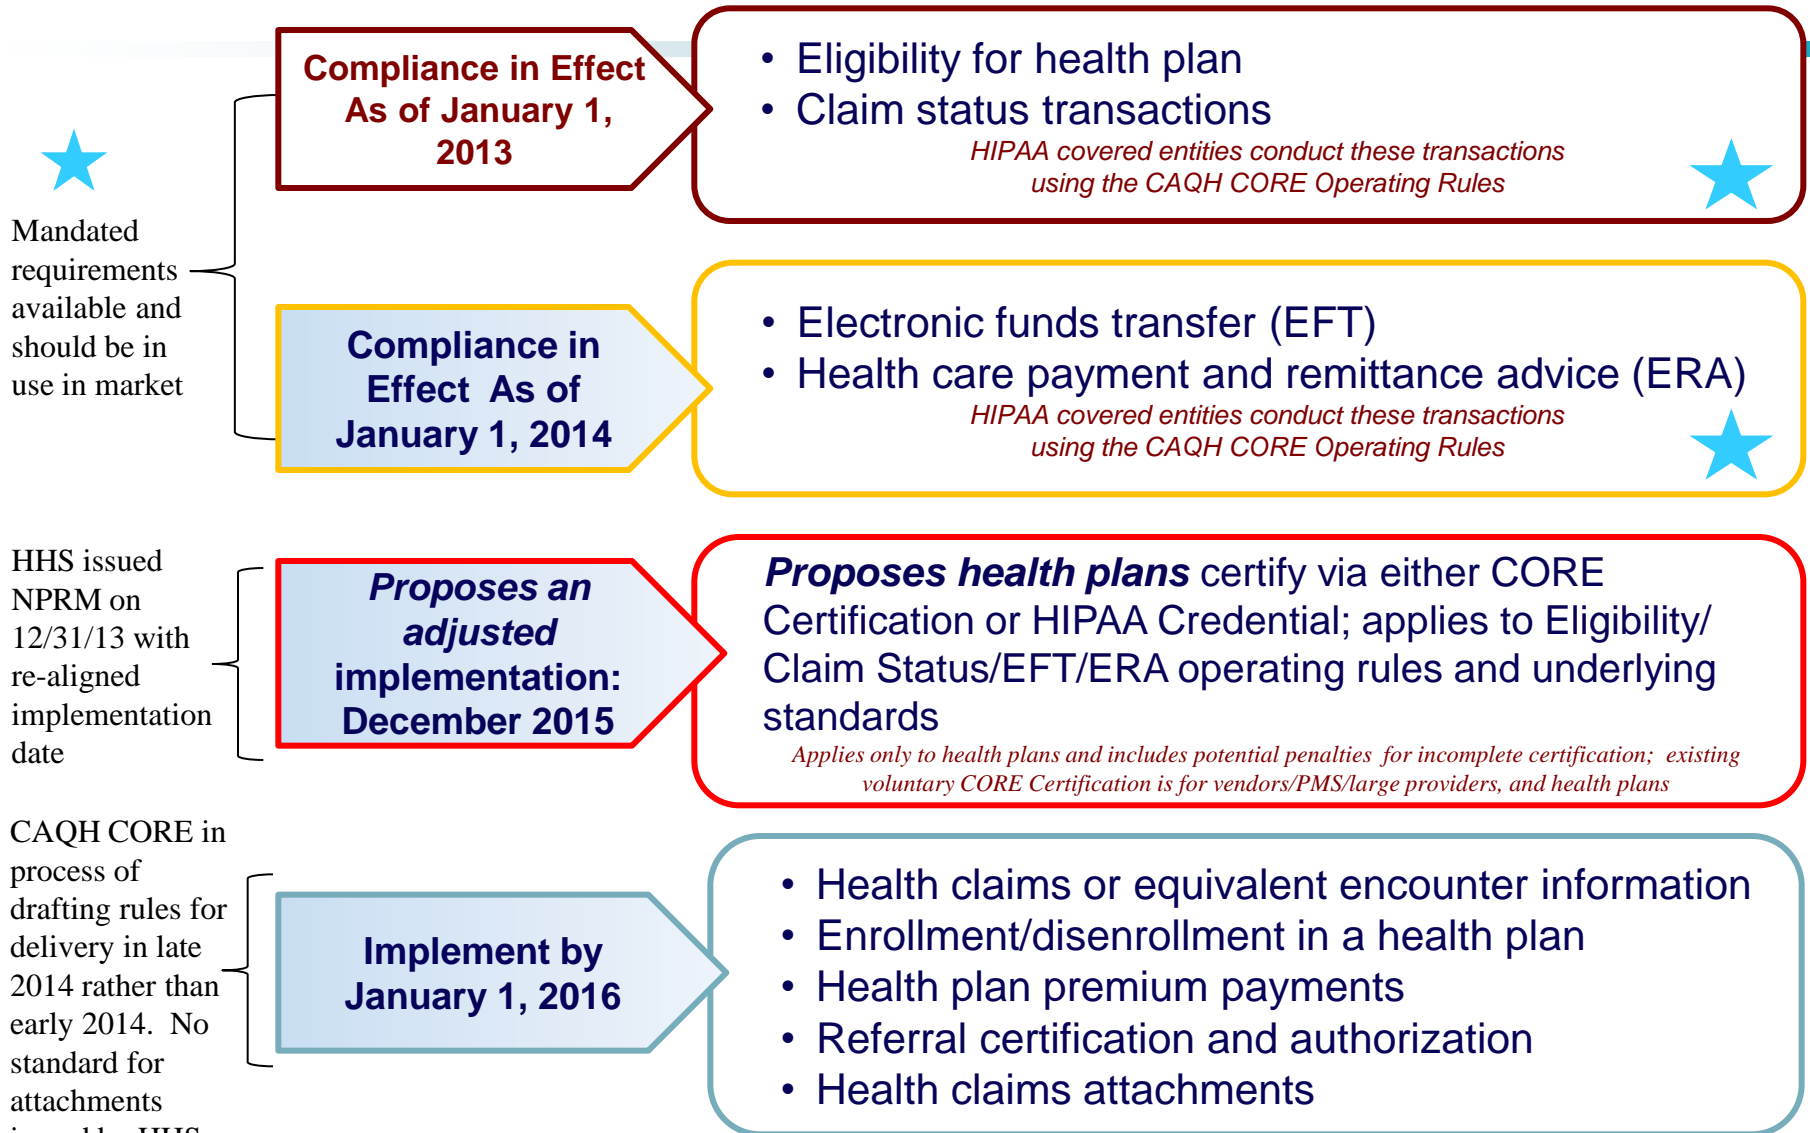 Compliance in Effect
As of January 1,
2013
• Eligibility for health plan
• Claim status transactions
HIPAA covered entities conduct these transactions
using the CAQH CORE Operating Rules
Mandated
requirements
available and
should be in
use in market
Compliance in
Effect As of
January 1, 2014
• Electronic funds transfer (EFT)
• Health care payment and remittance advice (ERA)
HIPAA covered entities conduct these transactions
using the CAQH CORE Operating Rules
HHS issued
NPRM on
12/31/13 with
re-aligned
implementation
date
Proposes an
adjusted
implementation:
December 2015
Proposes health plans certify via either CORE
Certification or HIPAA Credential; applies to Eligibility/
Claim Status/EFT/ERA operating rules and underlying
standards
Applies only to health plans and includes potential penalties for incomplete certification; existing
voluntary CORE Certification is for vendors/PMS/large providers, and health plans
CAQH CORE in
process of
drafting rules for
delivery in late
2014 rather than
early 2014. No
standard for
attachments
Implement by
January 1, 2016
• Health claims or equivalent encounter information
• Enrollment/disenrollment in a health plan
• Health plan premium payments
• Referral certification and authorization
• Health claims attachments